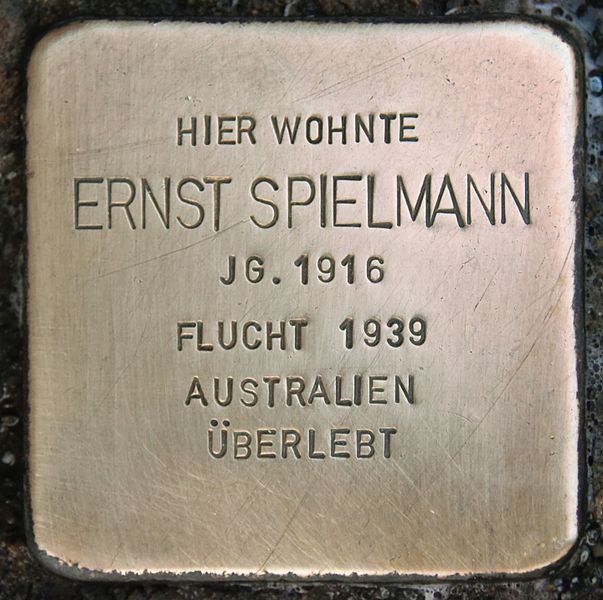 HIER WOHNTE
ERNST SPIELMANN
JG. 1916
FLUCHT 1939
AUSTRALIEN
ÜBERLEBT